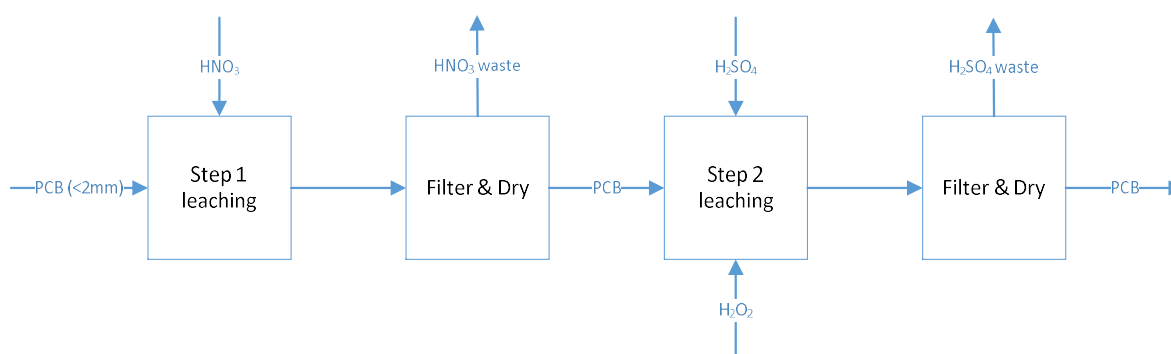 HNO₃
HNO₃ waste
H₂SO₄
H₂SO₄ waste
PCB (<2mm)
Step 1
leaching
Filter & Dry
PCB
Step 2
leaching
Filter & Dry
PCB
H₂O₂